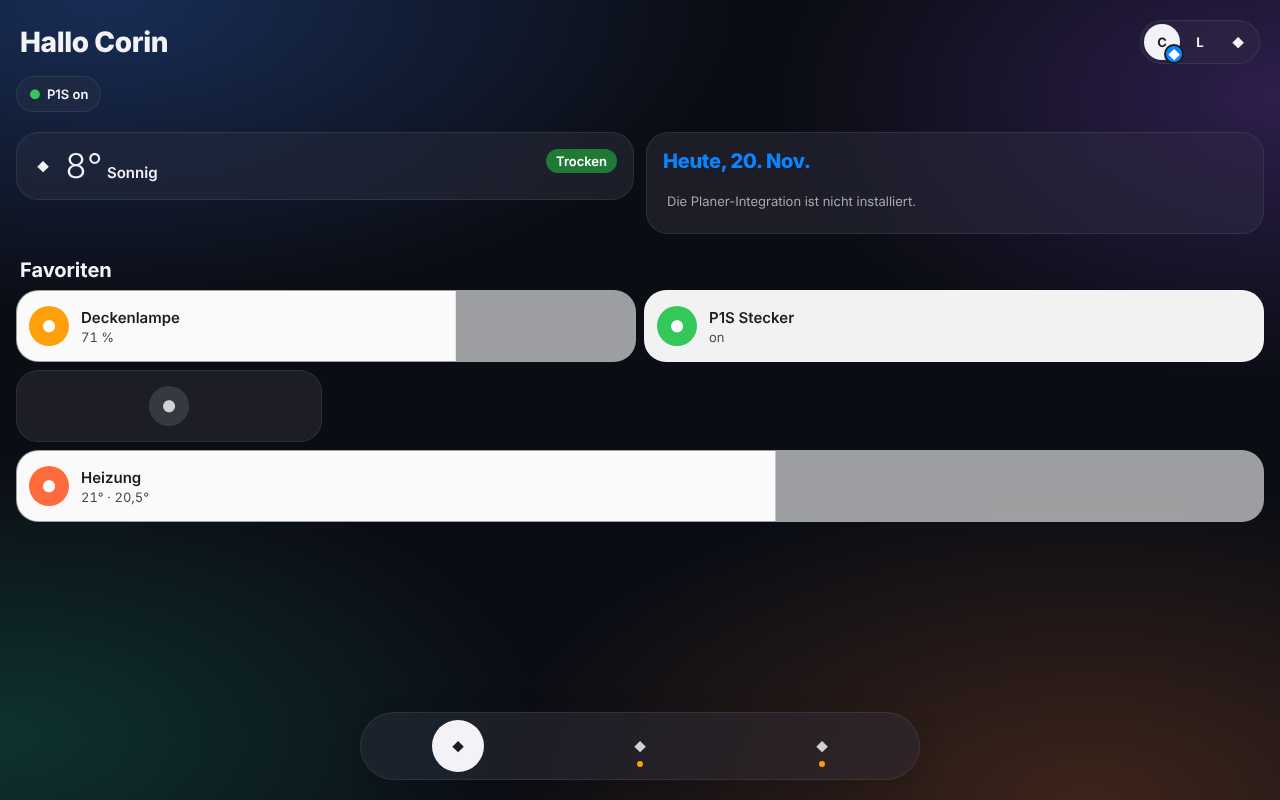 Hallo Corin
C
L
P1S on
8° Sonnig
Trocken
Heute, 20. Nov.
Die Planer-Integration ist nicht installiert.
Favoriten
Deckenlampe
71 %
P1S Stecker
on
Heizung
21° · 20,5°